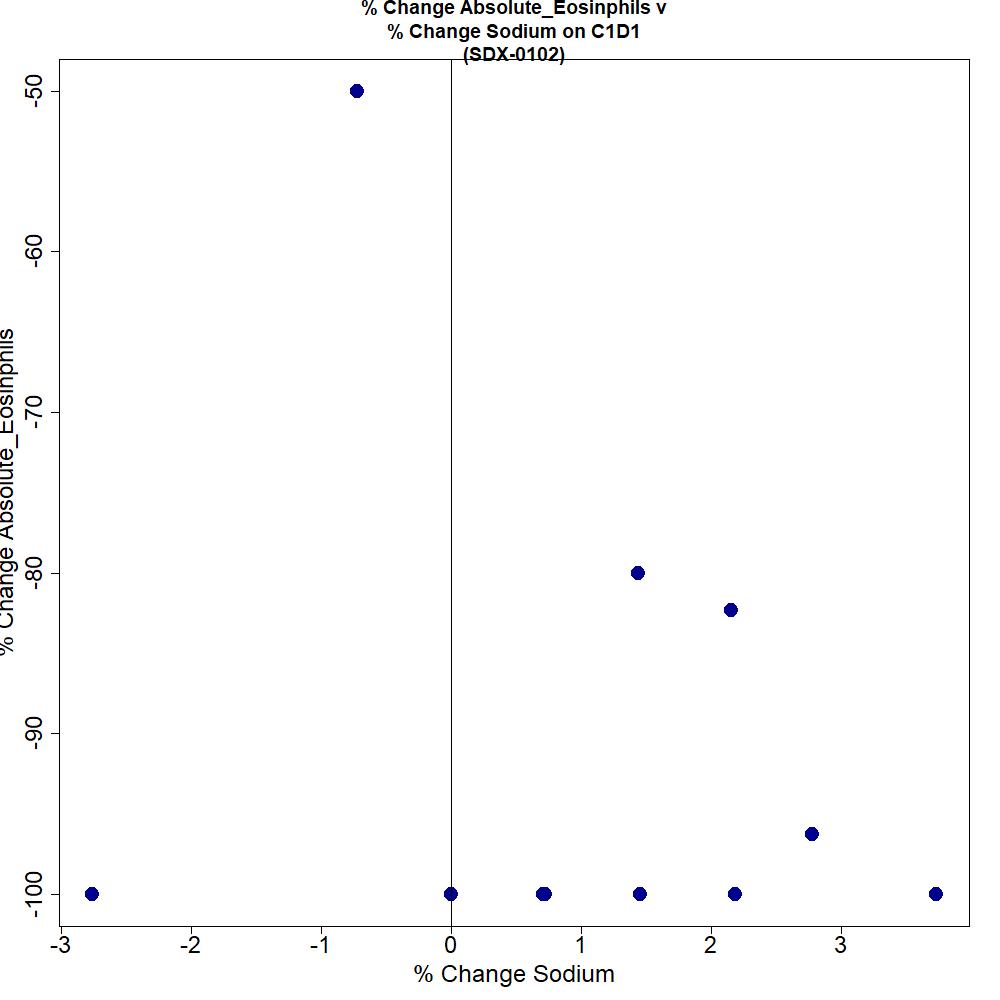 % Change Absolute_Eosinphils v
% Change Sodium on C1D1
(SDX-0102)
% Change Absolute_Eosinphils
-50
-60
-70
-80
-90
-100
-3
-2
-1
0
1
2
3
% Change Sodium